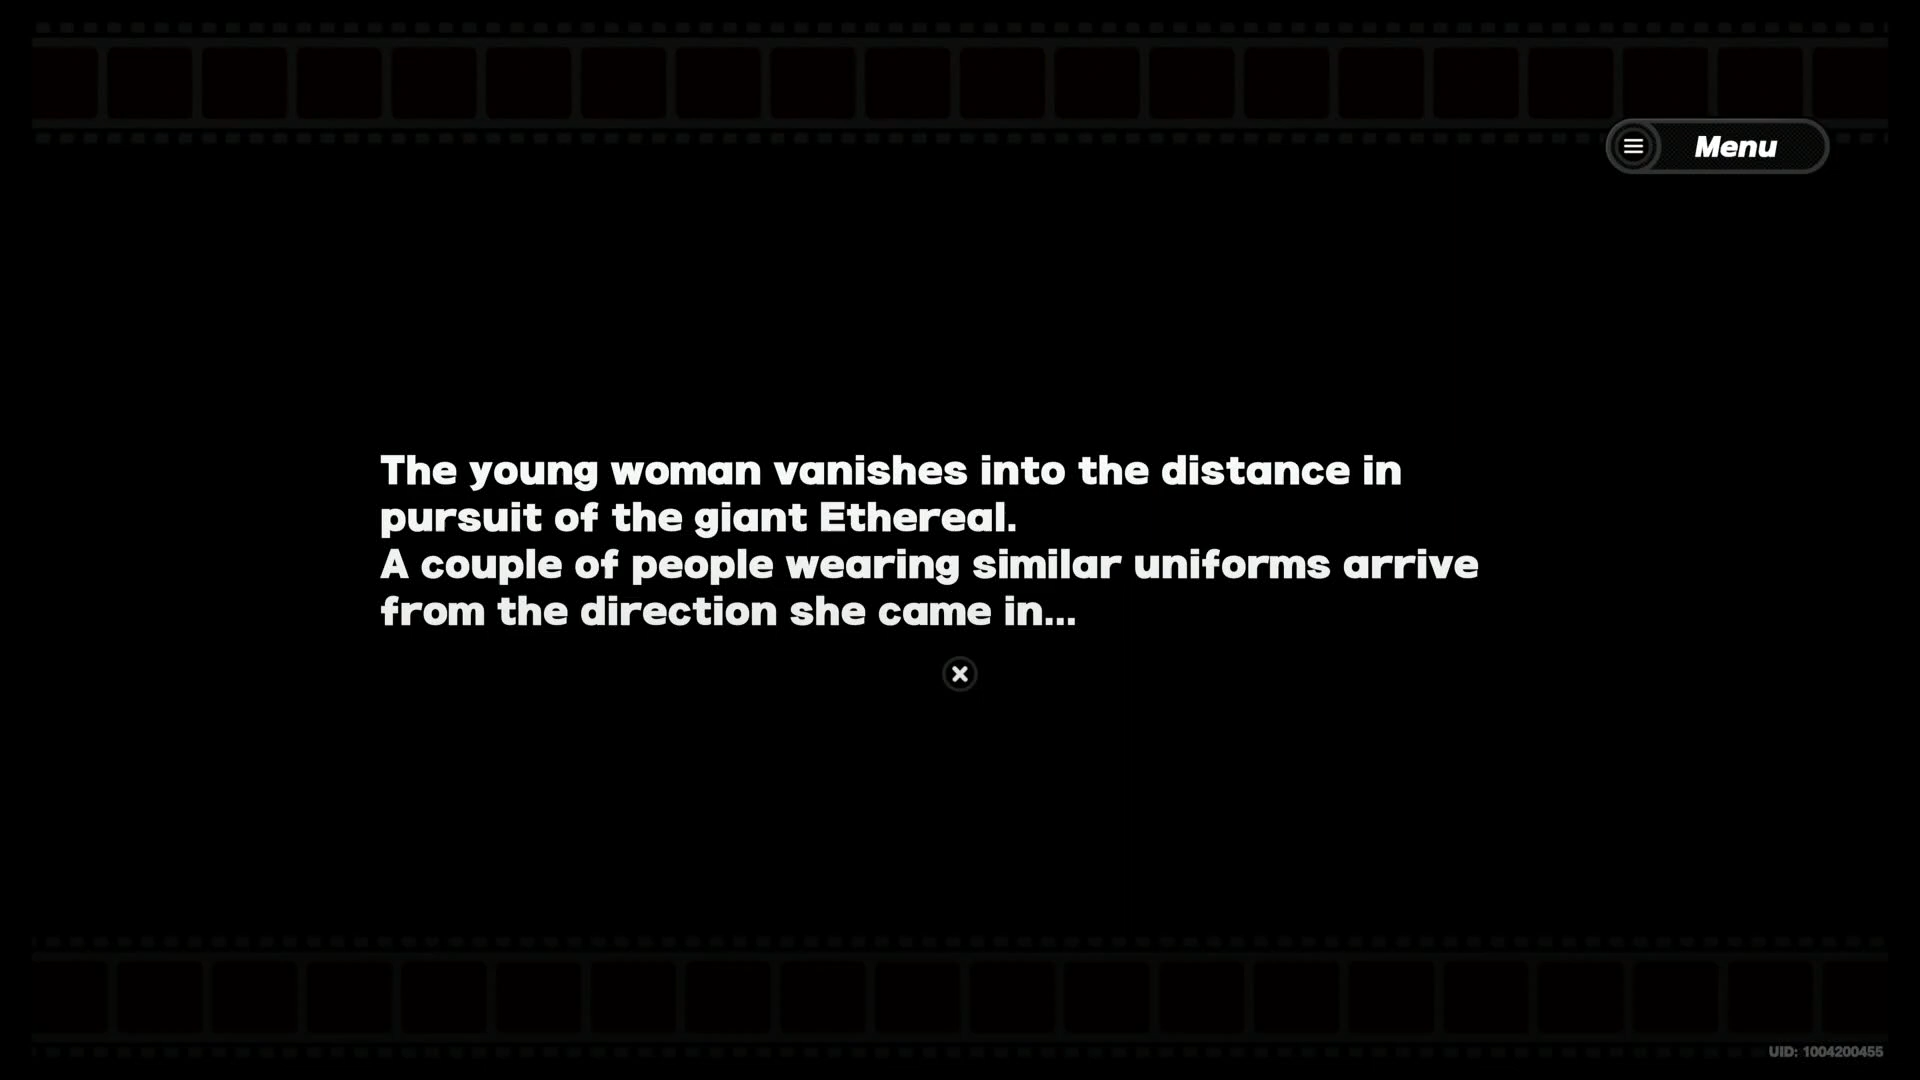 Menu
The young woman vanishes into the distance in
pursuit of the giant Ethereal.
A couple of people wearing similar uniforms arrive
from the direction she came in...
UID: 1004200455